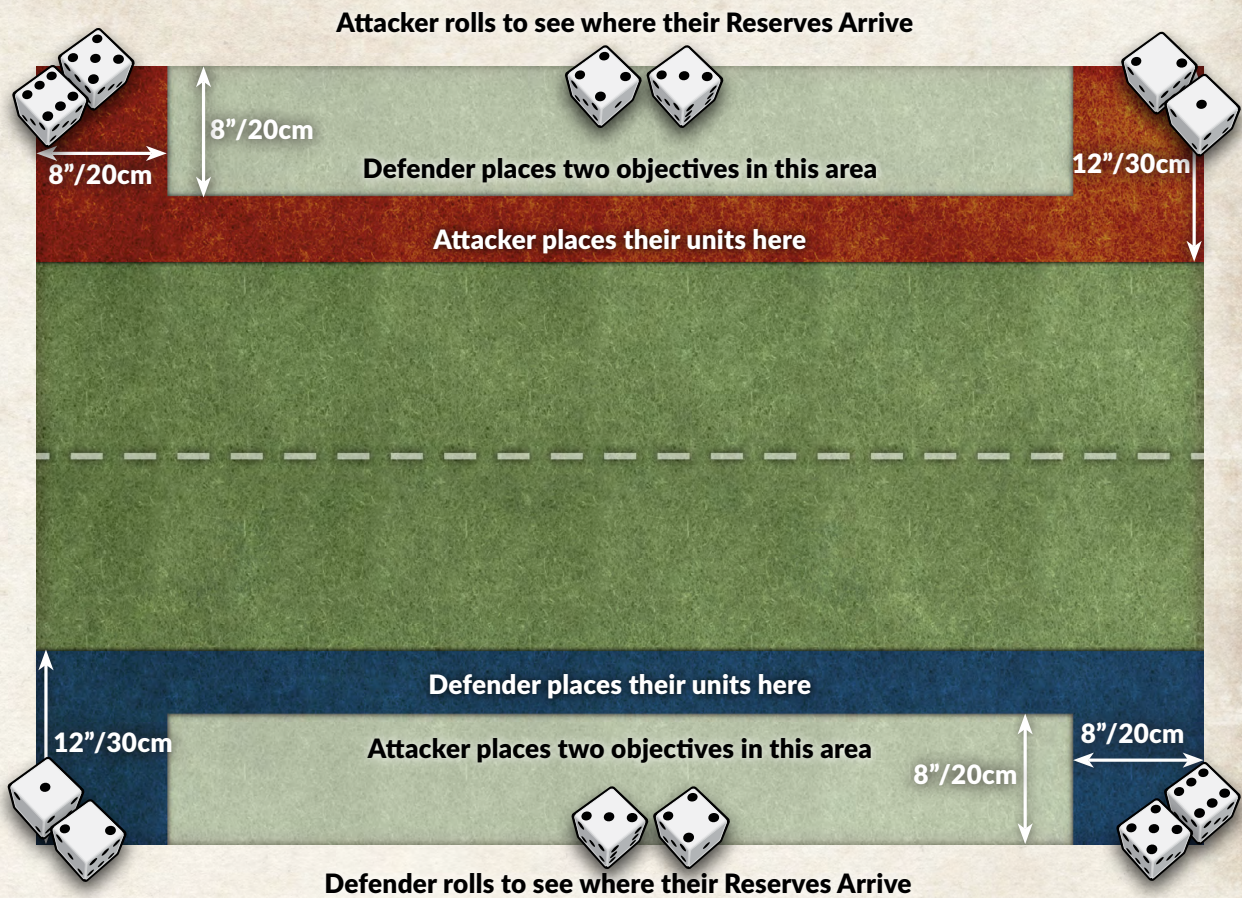 Attacker rolls to see where their Reserves Arrive
8”/20cm
Defender places two objectives in this area
8”/20cm
12”/30cm
Attacker places their units here
Defender places their units here
12”/30cm
Attacker places two objectives in this area
8”/20cm
8”/20cm
Defender rolls to see where their Reserves Arrive